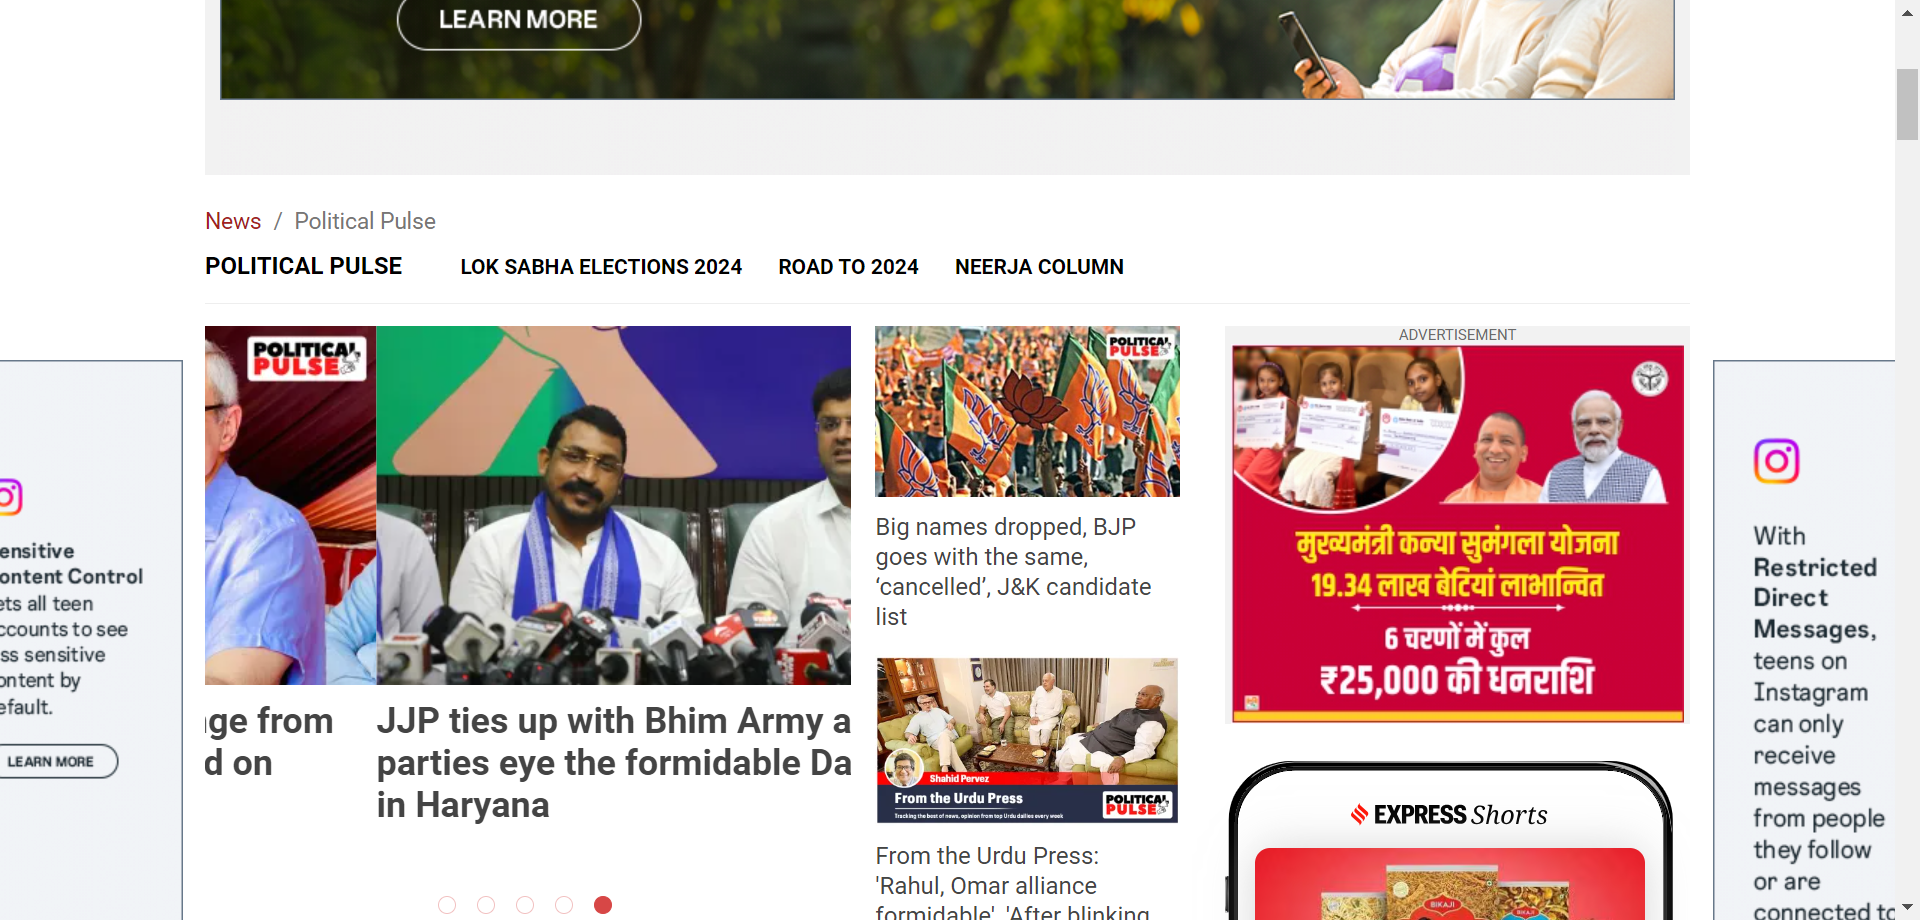 LEARN MORE
News / Political Pulse
POLITICAL PULSE
LOK SABHA ELECTIONS 2024
ROAD TO 2024
NEERJA COLUMN
POLITICAL
PULSE
nge from
d on
JJP ties up with Bhim Army a
parties eye the formidable Da
in Haryana
POLITICAL
PULSE
Big names dropped, BJP
goes with the same,
‘cancelled’, J&K candidate
list
Shahid Pervez
From the Urdu Press
Tracking the best of news, opinion from top Urdu dailies every week
POLITICAL
PULSE
From the Urdu Press:
'Rahul, Omar alliance
formidable', 'After blinking
ADVERTISEMENT
मुख्यमंत्री कन्या सुमंगला योजना
19.34 लाख बेटियां लाभान्वित
6 चरणों में कुल
₹25,000 की धनराशि
EXPRESS Shorts
BIKAJI
BIKAJI
ensitive
ontent Control
ets all teen
ccounts to see
ss sensitive
ontent by
efault.
LEARN MORE
With
Restricted
Direct
Messages,
teens on
Instagram
can only
receive
messages
from people
they follow
or are
connected to